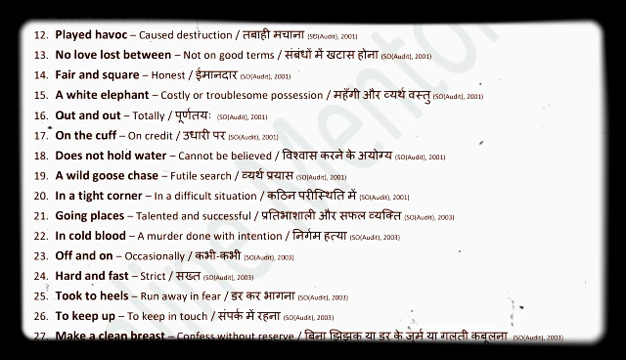 12. Played havoc – Caused destruction / तबाही मचाना (SO(Audit), 2001)
13. No love lost between – Not on good terms / संबंधों में खटास होना (SO(Audit), 2001)
14. Fair and square – Honest / ईमानदार (SO(Audit), 2001)
15. A white elephant – Costly or troublesome possession / महँगी और व्यर्थ वस्तु (SO(Audit), 2001)
16. Out and out – Totally / पूर्णतयः (SO(Audit), 2001)
17. On the cuff – On credit / उधारी पर (SO(Audit), 2001)
18. Does not hold water – Cannot be believed / विश्वास करने के अयोग्य (SO(Audit), 2001)
19. A wild goose chase – Futile search / व्यर्थ प्रयास (SO(Audit), 2001)
20. In a tight corner – In a difficult situation / कठिन परीस्थिति में (SO(Audit), 2001)
21. Going places – Talented and successful / प्रतिभाशाली और सफल व्यक्ति (SO(Audit), 2003)
22. In cold blood – A murder done with intention / निर्गम हत्या (SO(Audit), 2003)
23. Off and on – Occasionally / कभी-कभी (SO(Audit), 2003)
24. Hard and fast – Strict / सख्त (SO(Audit), 2003)
25. Took to heels – Run away in fear / डर कर भागना (SO(Audit), 2003)
26. To keep up – To keep in touch / संपर्क में रहना (SO(Audit), 2003)
27. Make a clean breast – Confess without reserve / बिना झिझक या डर के जुर्म या गलती कबूलना (SO(Audit), 2003)